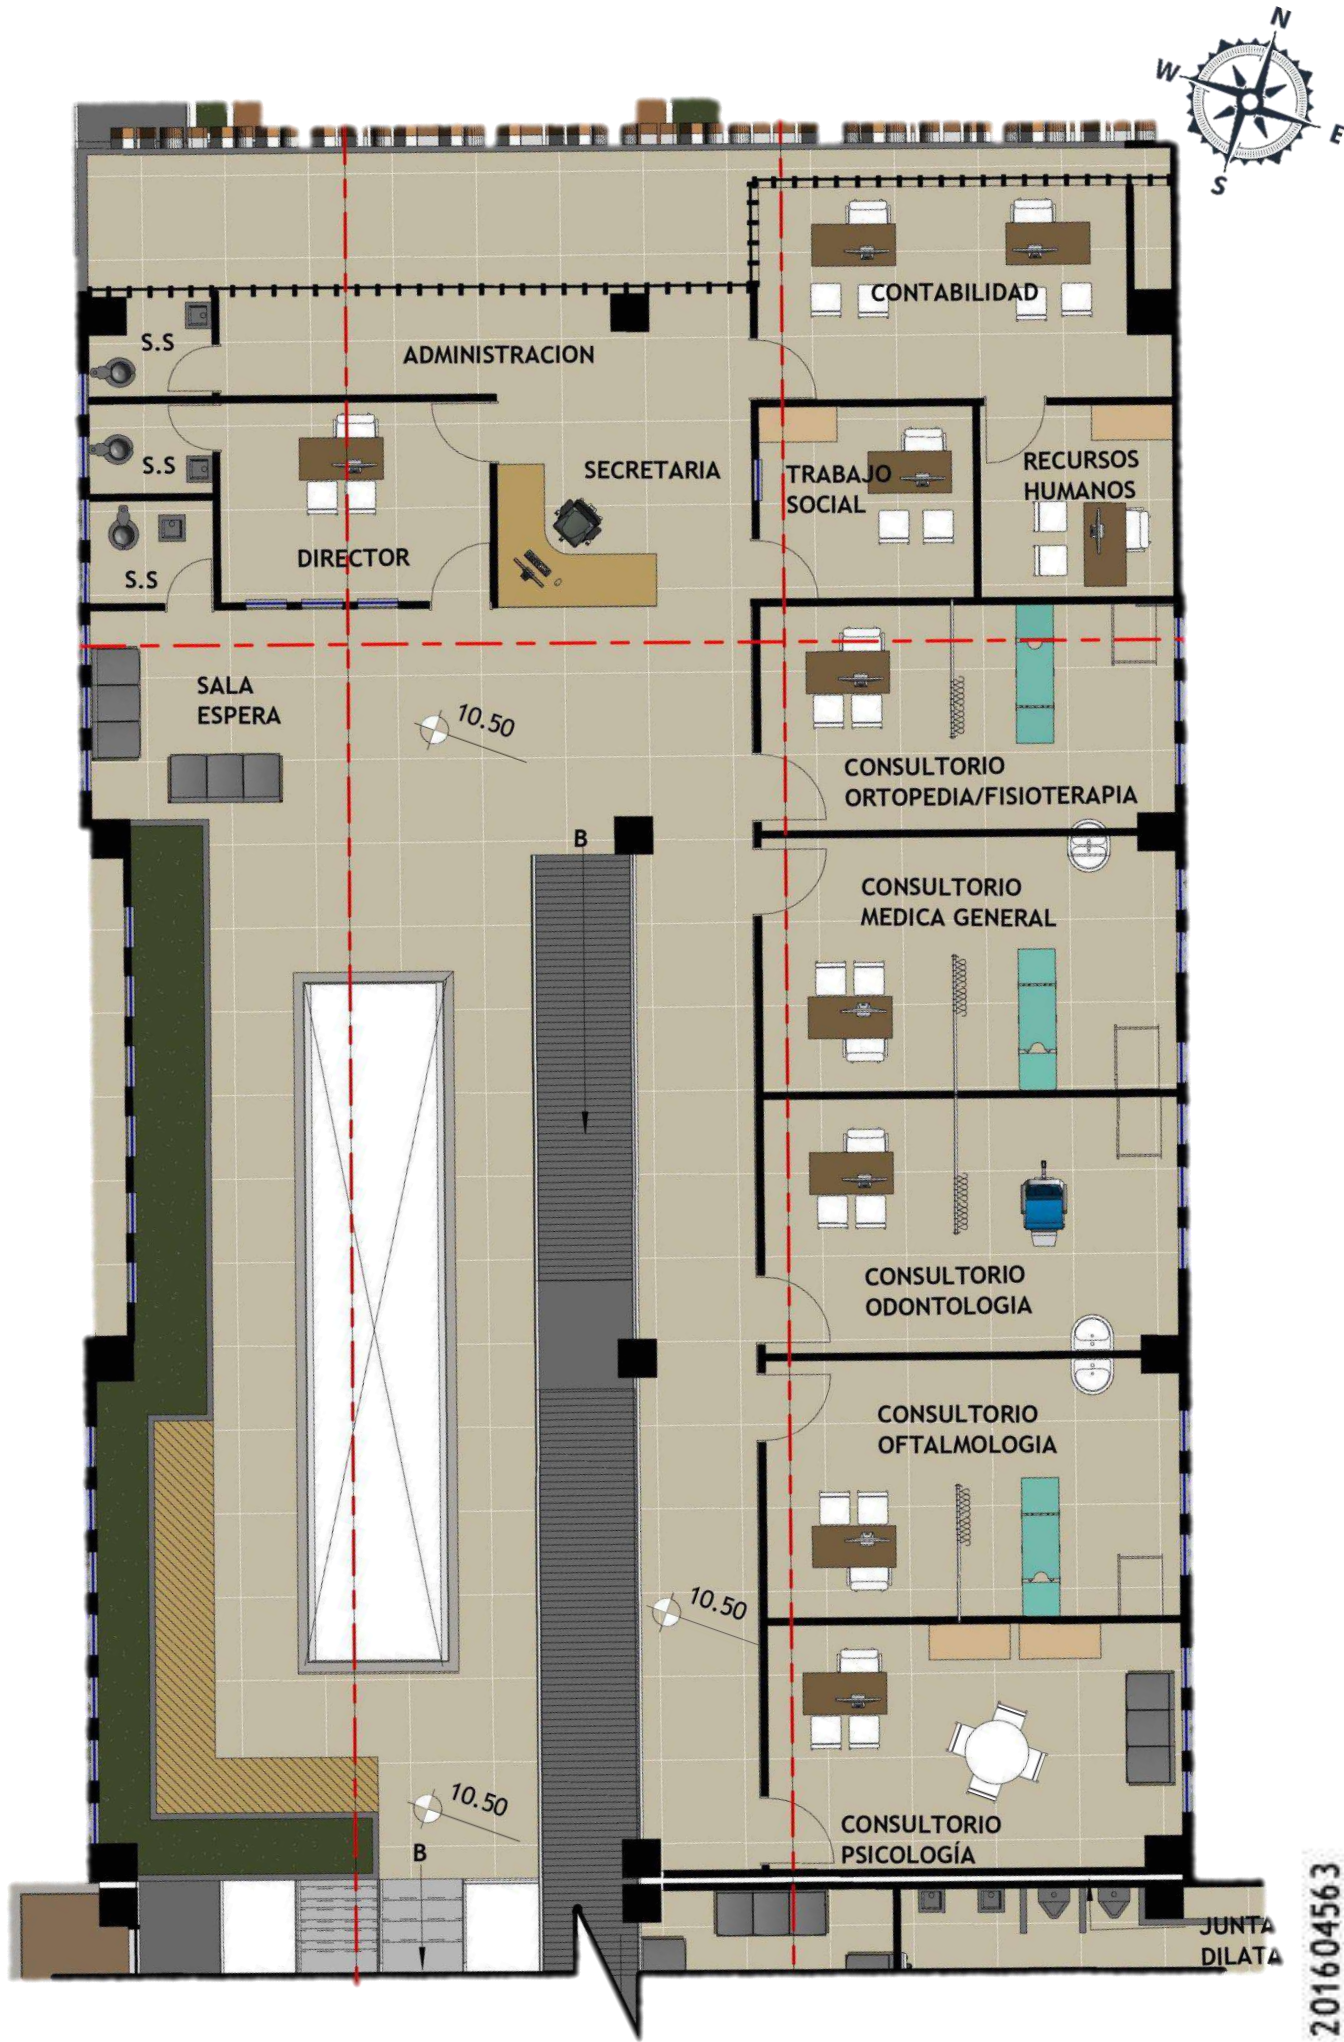 N
W
E
S
CONTABILIDAD
S.S
ADMINISTRACION
S.S
SECRETARIA
TRABAJO
SOCIAL
RECURSOS
HUMANOS
DIRECTOR
S.S
SALA
ESPERA
10.50
CONSULTORIO
ORTOPEDIA/FISIOTERAPIA
B
CONSULTORIO
MEDICA GENERAL
CONSULTORIO
ODONTOLOGIA
CONSULTORIO
OFTALMOLOGIA
10.50
10.50
B
CONSULTORIO
PSICOLOGÍA
JUNTA
DILATA
201604563